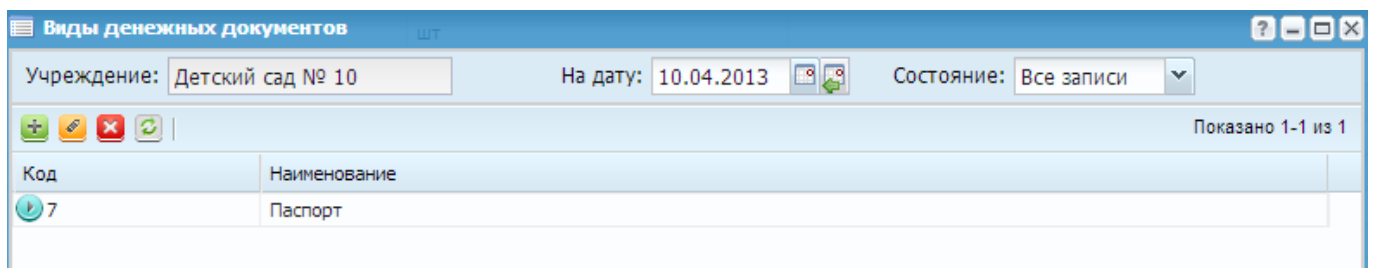 Виды денежных документов
шт
Учреждение: Детский сад № 10 На дату: 10.04.2013 Состояние: Все записи
Показано 1-1 из 1
Код Наименование
7 Паспорт